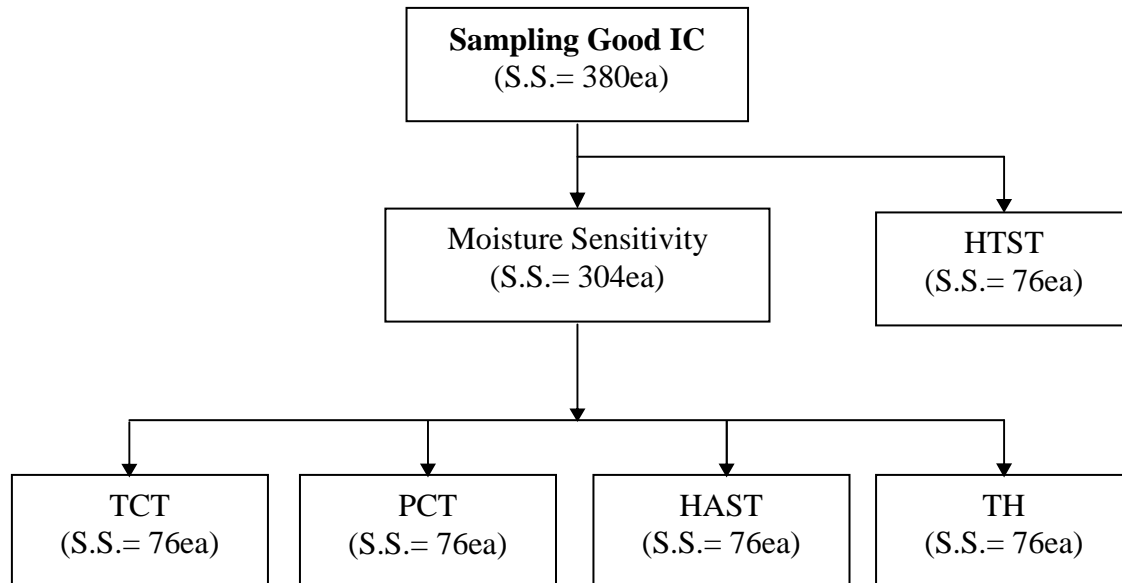 Sampling Good IC
(S.S.= 380ea)
Moisture Sensitivity
(S.S.= 304ea)
HTST
(S.S.= 76ea)
TCT
(S.S.= 76ea)
PCT
(S.S.= 76ea)
HAST
(S.S.= 76ea)
TH
(S.S.= 76ea)